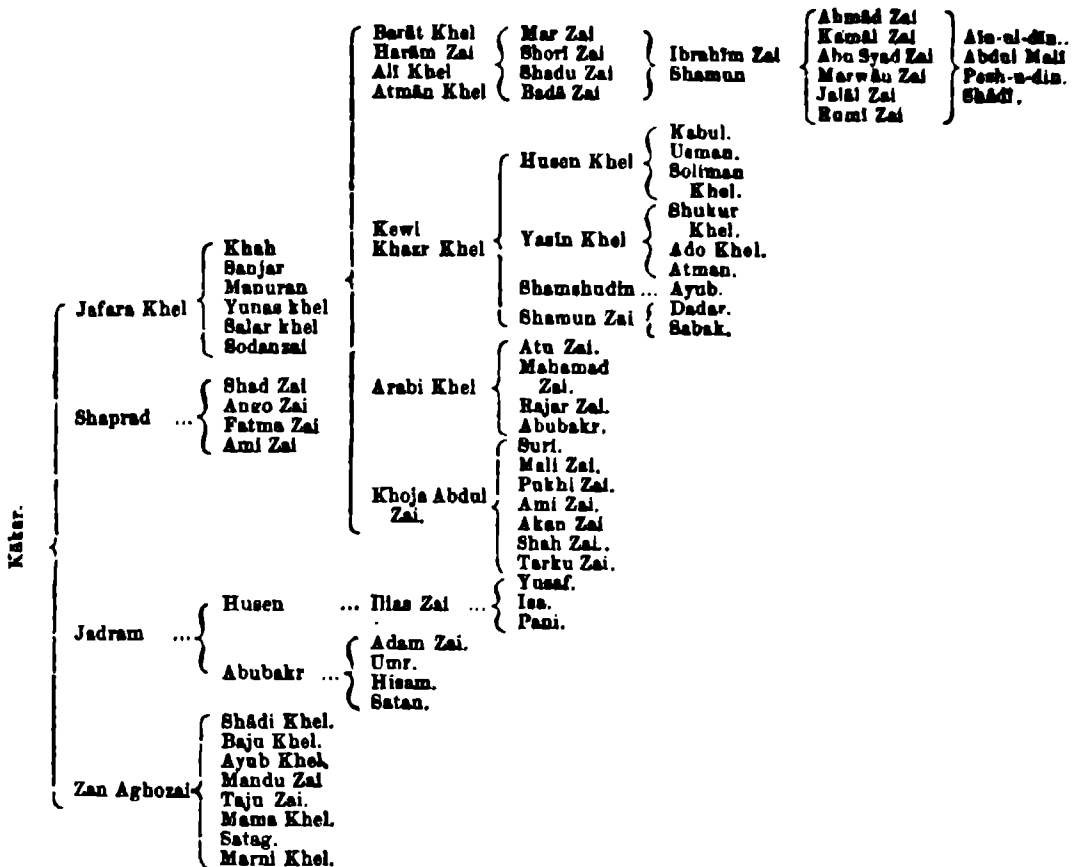 Kākar.
Jafara Khel
Khah
Sanjar
Manuran
Yunas khel
Salar khel
Sodanzai
Barāt Khel
Harām Zai
Ali Khel
Atmān Khel
Mar Zai
Shori Zai
Shadu Zai
Badā Zai
Ibrahīm Zai
Shamun
Ahmād Zai
Kamāl Zai
Abu Syad Zai
Marwāu Zai
Jalāl Zai
Rumi Zai
Ain-ul-din..
Abdul Mali
Pesh-u-din.
Shādī.
Kewi
Khazr Khel
Husen Khel
Kabul.
Usman.
Soliman
Khel.
Yasin Khel
Shukur
Khel.
Ado Khel.
Atman.
Shamshudin ... Ayub.
Shamun Zai
Dadar.
Sabak.
Arabi Khel
Atu Zai.
Mahamad
Zai.
Rajar Zai.
Abubakr.
Khoja Abdul
Zai.
Suri.
Mali Zai.
Pukhi Zai.
Ami Zai.
Akan Zai
Shah Zai.
Tarku Zai.
Shaprad ...
Shad Zai
Ango Zai
Fatma Zai
Ami Zai
Jadram ...
Husen ... Ilias Zai ...
Yusaf.
Isa.
Pani.
Abubakr ...
Adam Zai.
Umr.
Hisam.
Satan.
Zan Aghozai
Shādi Khel.
Baju Khel.
Ayub Khel.
Mandu Zai
Taju Zai.
Mama Khel.
Satag.
Marni Khel.